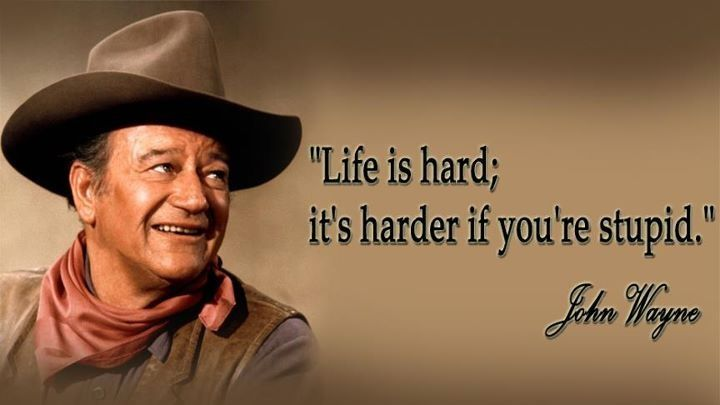 "Life is hard;
it's harder if you're stupid."
John Wayne